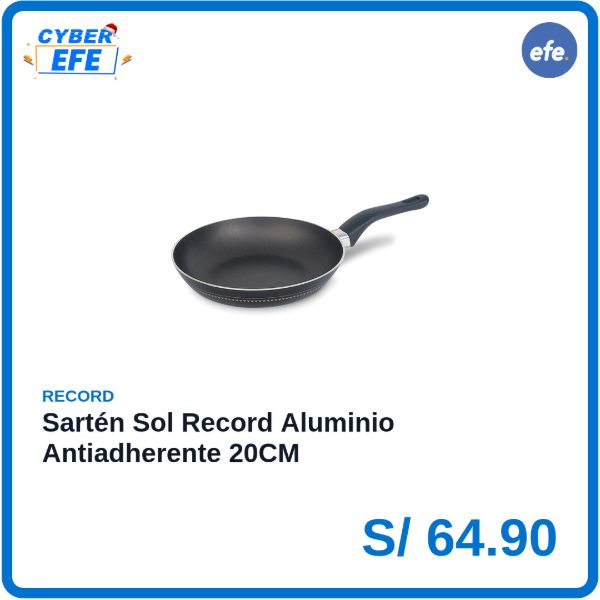 CYBER
EFE
efe.
RECORD
Sartén Sol Record Aluminio
Antiadherente 20CM
S/ 64.90